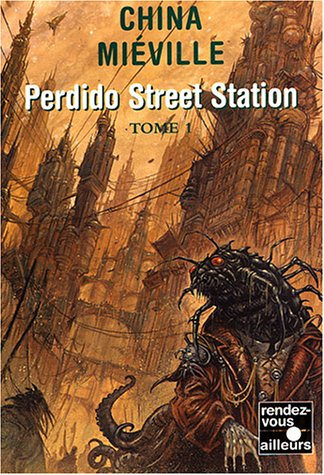 CHINA
MIÉVILLE
Perdido Street Station
TOME 1
rendez-
vous
ailleurs